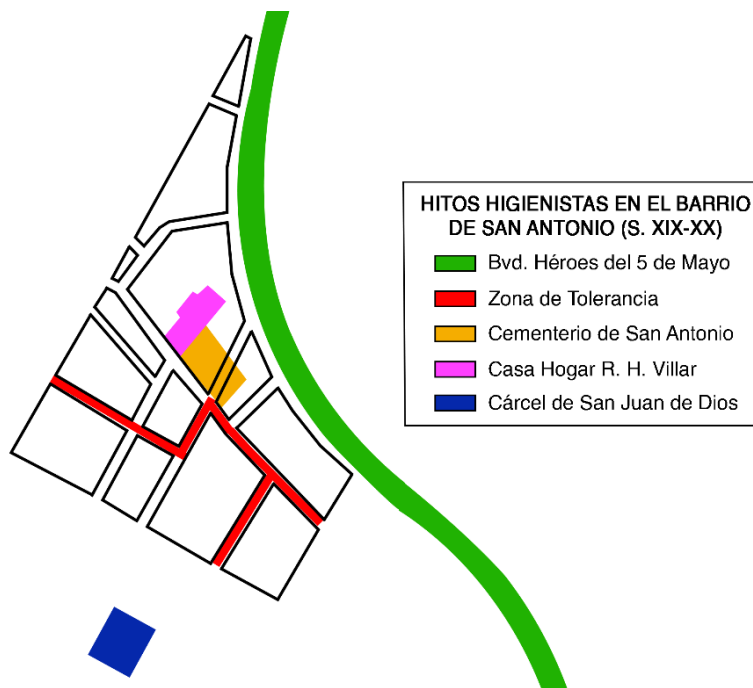 HITOS HIGIENISTAS EN EL BARRIO
DE SAN ANTONIO (S. XIX-XX)
Bvd. Héroes del 5 de Mayo
Zona de Tolerancia
Cementerio de San Antonio
Casa Hogar R. H. Villar
Cárcel de San Juan de Dios